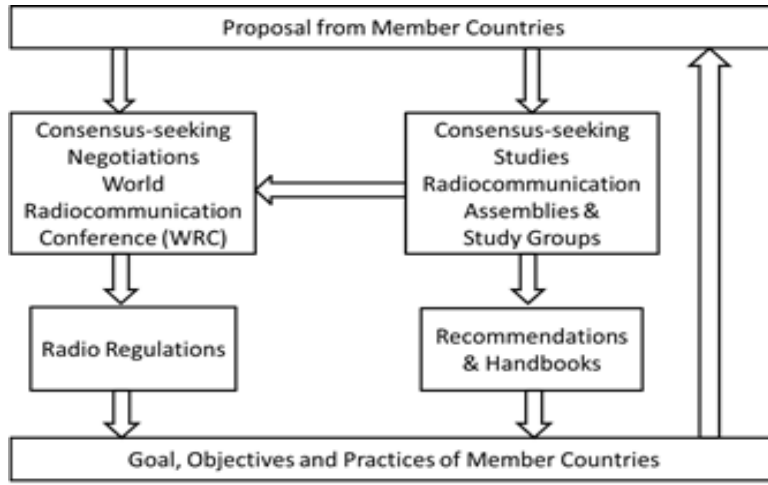 Proposal from Member Countries
Consensus-seeking
Negotiations
World
Radiocommunication
Conference (WRC)
Consensus-seeking
Studies
Radiocommunication
Assemblies &
Study Groups
Radio Regulations
Recommendations
& Handbooks
Goal, Objectives and Practices of Member Countries